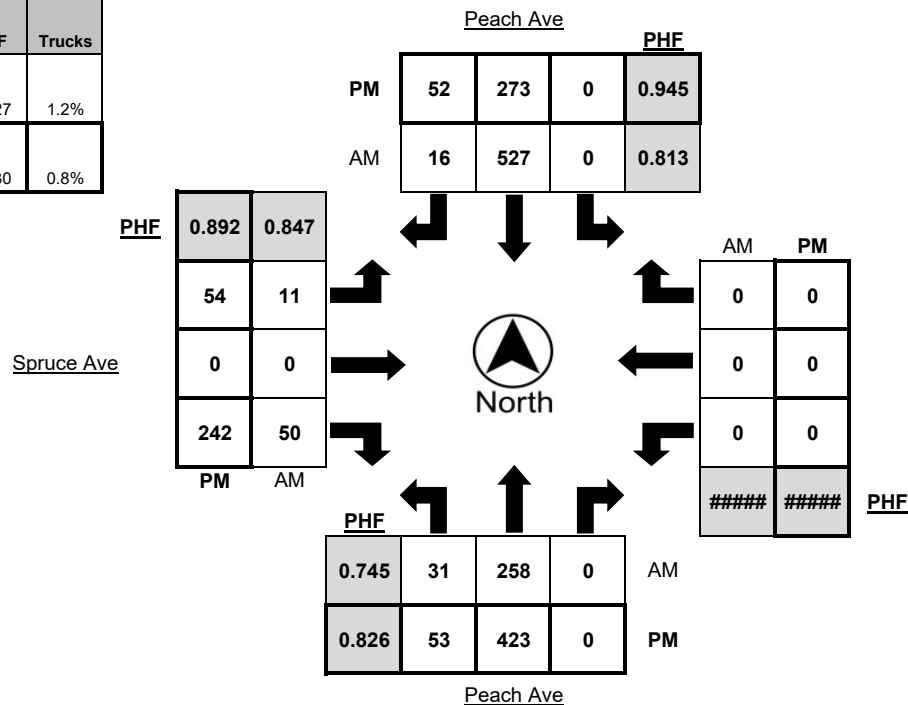 Peach Ave
PHF
Trucks
PM 52 273 0 0.945
AM 16 527 0 0.813
1.2%
0.8%
PHF 0.892 0.847
AM PM
54 11
0 0
Spruce Ave 0 0
0 0
North
242 50
0 0
PM AM
##### ##### PHF
PHF
0.745 31 258 0 AM
0.826 53 423 0 PM
Peach Ave